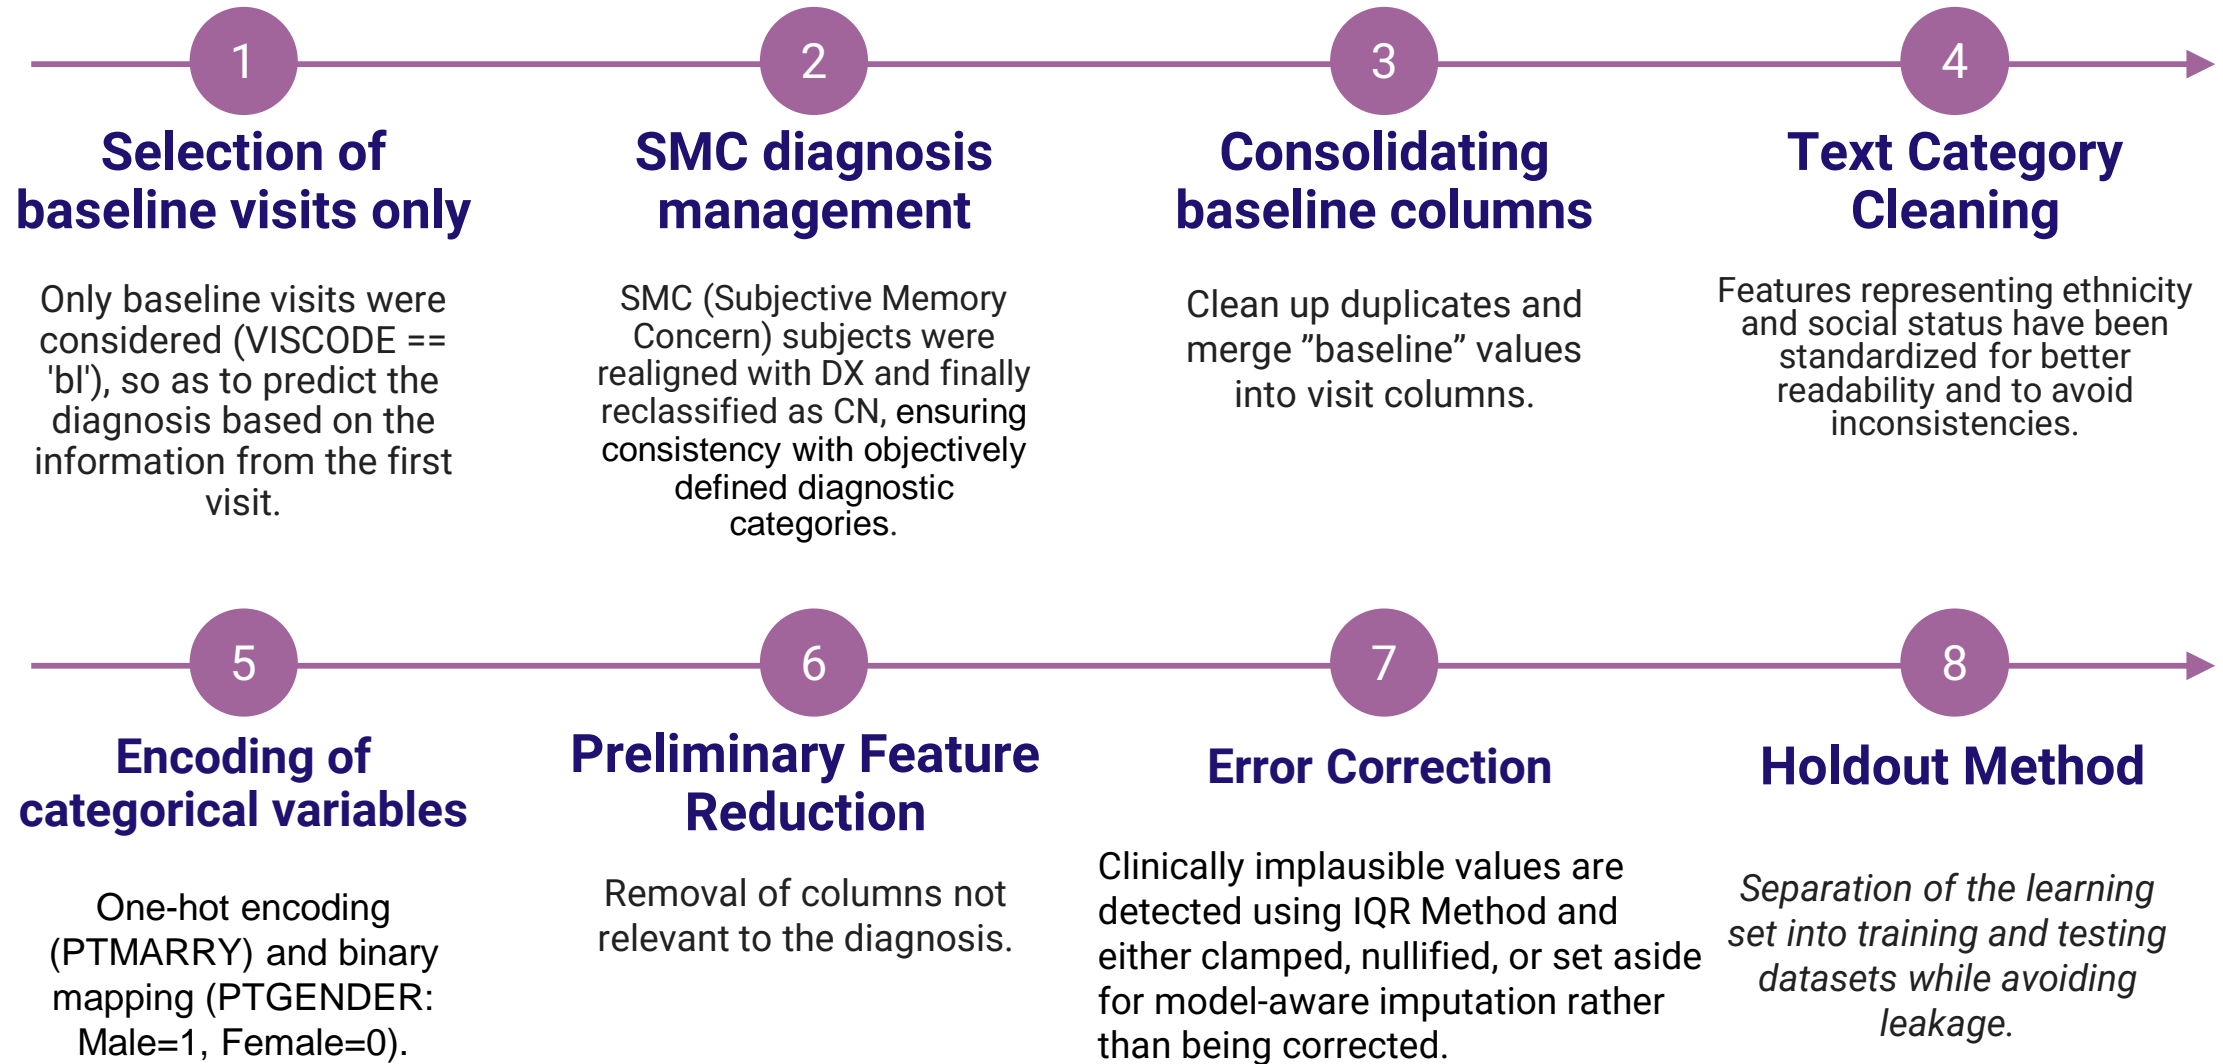 1
Selection of
baseline visits only
Only baseline visits were
considered (VISCODE ==
'bl'), so as to predict the
diagnosis based on the
information from the first
visit.
2
SMC diagnosis
management
SMC (Subjective Memory
Concern) subjects were
realigned with DX and finally
reclassified as CN, ensuring
consistency with objectively
defined diagnostic
categories.
3
Consolidating
baseline columns
Clean up duplicates and
merge ”baseline” values
into visit columns.
4
Text Category
Cleaning
Features representing ethnicity
and social status have been
standardized for better
readability and to avoid
inconsistencies.
5
Encoding of
categorical variables
One-hot encoding
(PTMARRY) and binary
mapping (PTGENDER:
Male=1, Female=0).
6
Preliminary Feature
Reduction
Removal of columns not
relevant to the diagnosis.
7
Error Correction
Clinically implausible values are
detected using IQR Method and
either clamped, nullified, or set aside
for model-aware imputation rather
than being corrected.
8
Holdout Method
Separation of the learning
set into training and testing
datasets while avoiding
leakage.